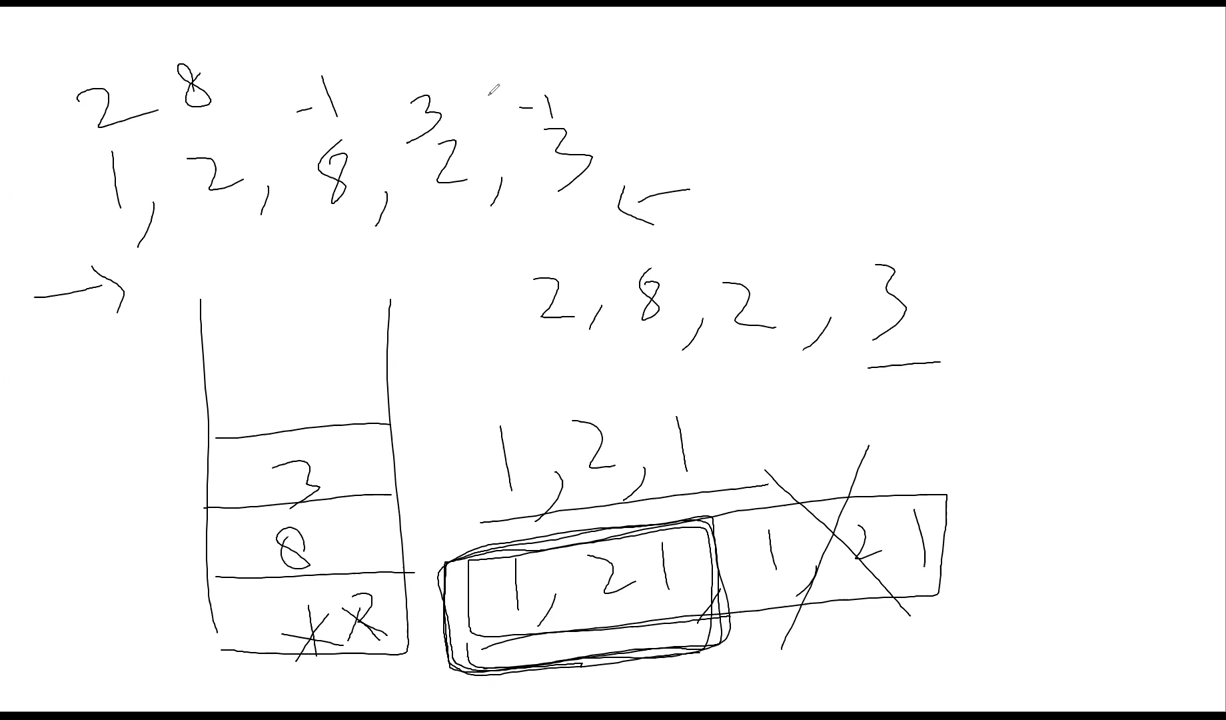 2 8 -1 3 -1
1, 2, 8, 2, 3
2, 8, 2, 3
1, 2, 1
3
8
1, 2 1, 1, 2 1